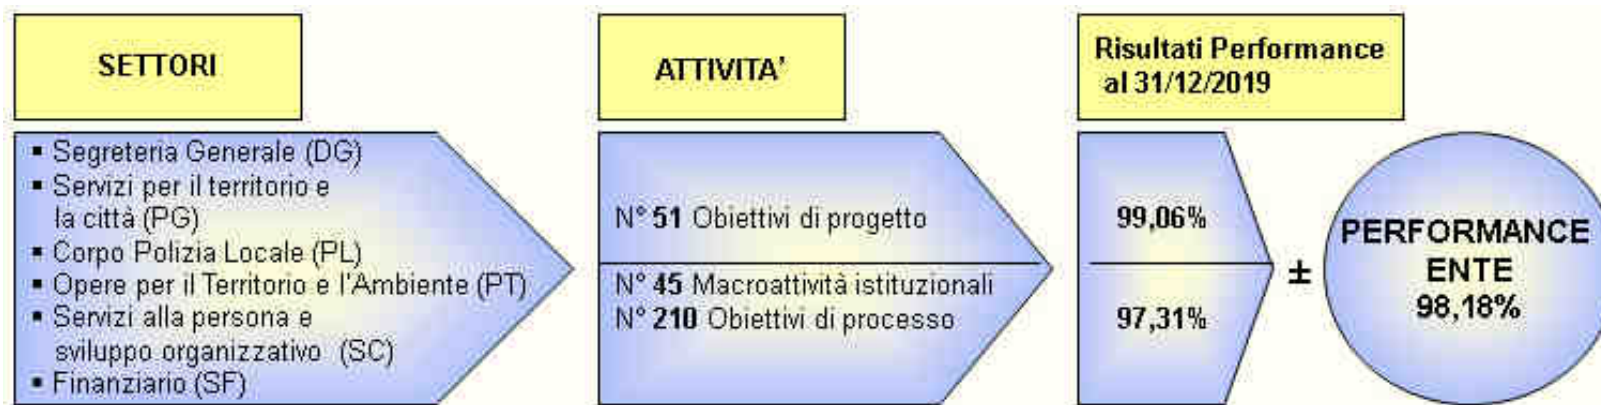 SETTORI
▪ Segreteria Generale (DG)
▪ Servizi per il territorio e
la città (PG)
▪ Corpo Polizia Locale (PL)
▪ Opere per il Territorio e l'Ambiente (PT)
▪ Servizi alla persona e
sviluppo organizzativo (SC)
▪ Finanziario (SF)
ATTIVITA'
N° 51 Obiettivi di progetto
N° 45 Macroattività istituzionali
N° 210 Obiettivi di processo
Risultati Performance
al 31/12/2019
99,06%
97,31%
±
PERFORMANCE
ENTE
98,18%